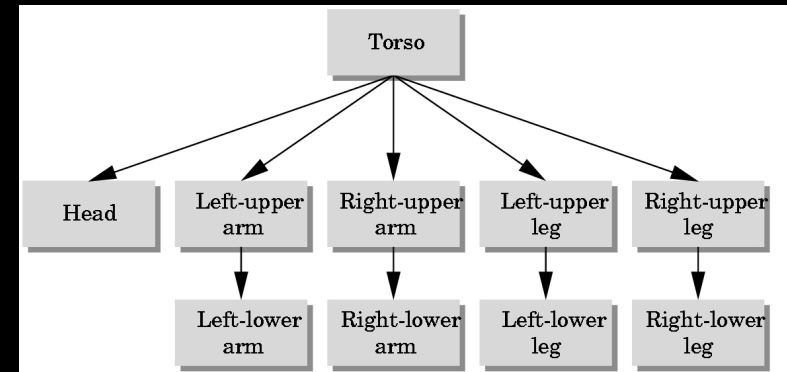 Torso
Head
Left-upper
arm
Right-upper
arm
Left-upper
leg
Right-upper
leg
Left-lower
arm
Right-lower
arm
Left-lower
leg
Right-lower
leg